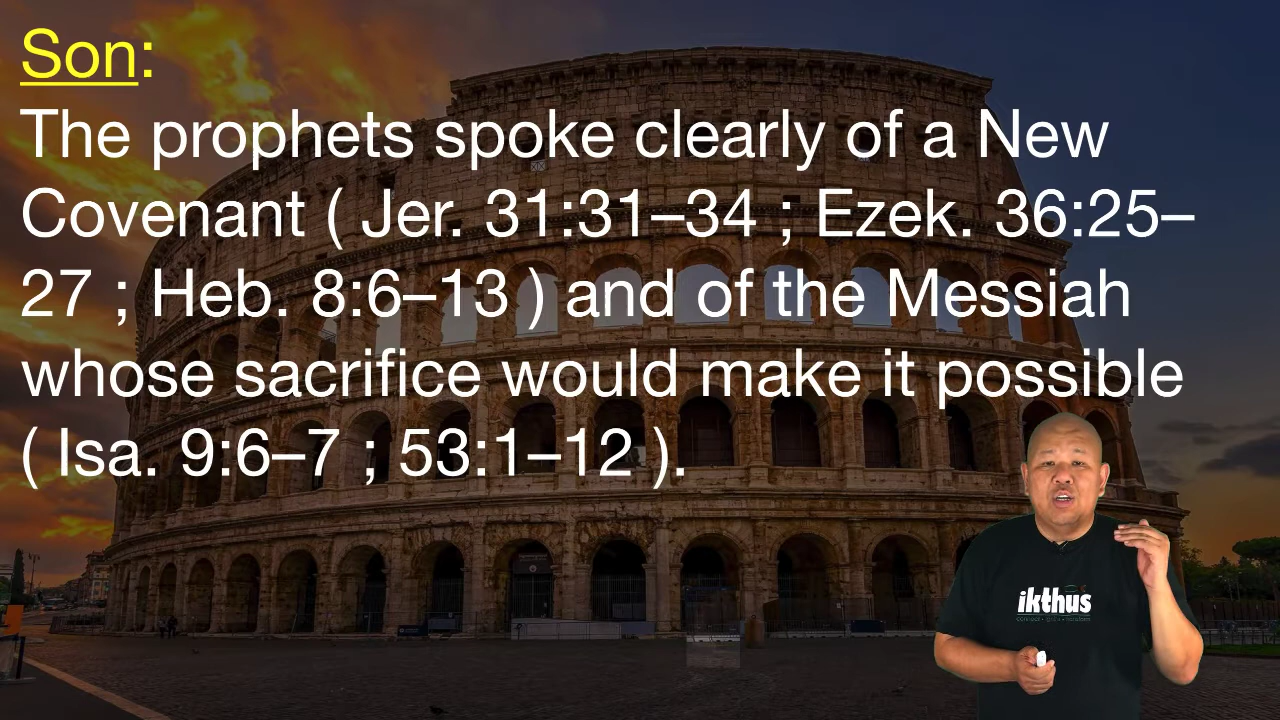 Son:
The prophets spoke clearly of a New
Covenant ( Jer. 31:31–34 ; Ezek. 36:25–
27 ; Heb. 8:6–13 ) and of the Messiah
whose sacrifice would make it possible
( Isa. 9:6–7 ; 53:1–12 ).
ikthus